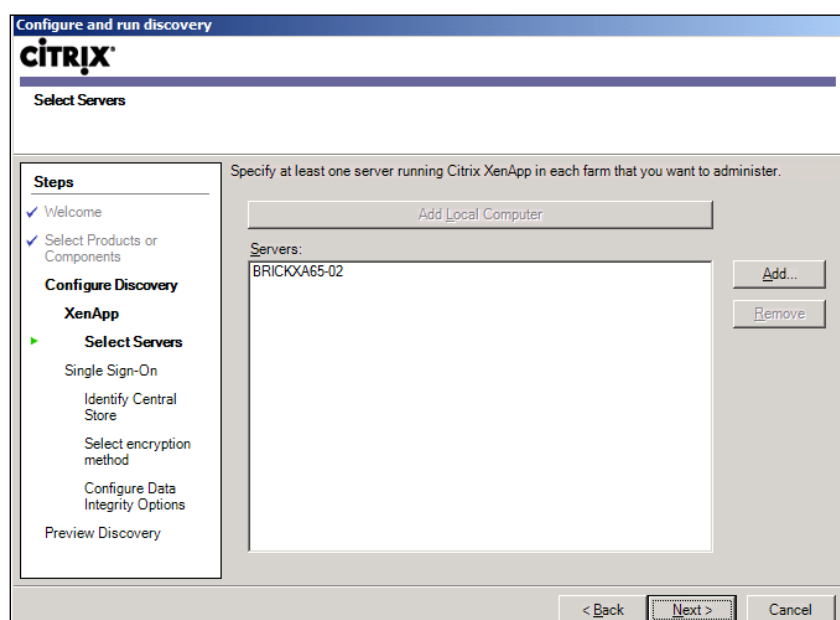 Configure and run discovery
CİTRIX®
Select Servers
Steps
Welcome
Select Products or
Components
Configure Discovery
XenApp
Select Servers
Single Sign-On
Identify Central
Store
Select encryption
method
Configure Data
Integrity Options
Preview Discovery
Specify at least one server running Citrix XenApp in each farm that you want to administer.
Add Local Computer
Servers:
BRICKXA65-02
Add...
Remove
< Back
Next >
Cancel